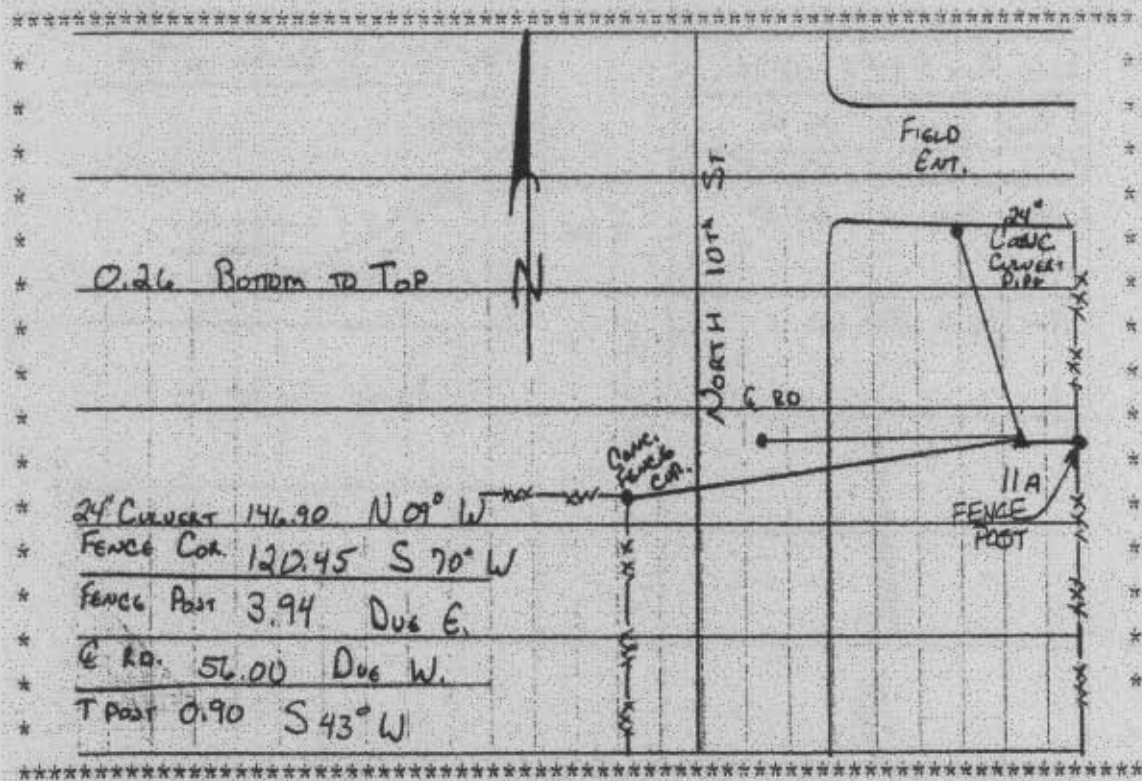 FIELD
ENT.
24"
CONC.
CULVERT
PIPE
NORTH 10TH ST.
0.26 BOTTOM TO TOP
N
℄ RD
CONC.
FENCE
COR.
11A
FENCE
POST
24" CULVERT 146.90 N 09° W
FENCE COR. 120.45 S 70° W
FENCE POST 3.94 DUE E.
℄ RD. 56.00 DUE W.
T POST 0.90 S 43° W